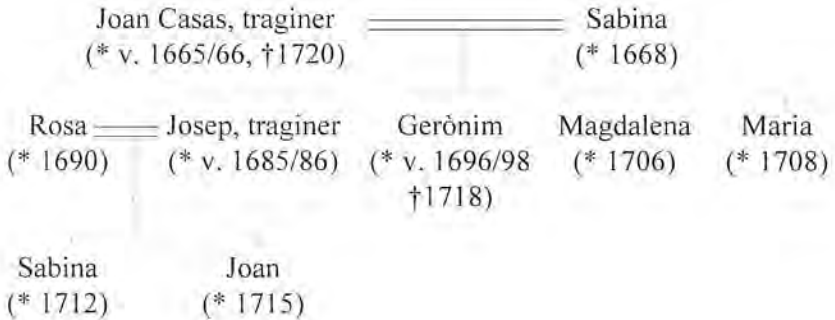 Joan Casas, traginer Sabina
(* v. 1665/66, †1720) (* 1668)
Rosa Josep, traginer Gerònim Magdalena Maria
(* 1690) (* v. 1685/86) (* v. 1696/98 (* 1706) (* 1708)
†1718)
Sabina Joan
(* 1712) (* 1715)